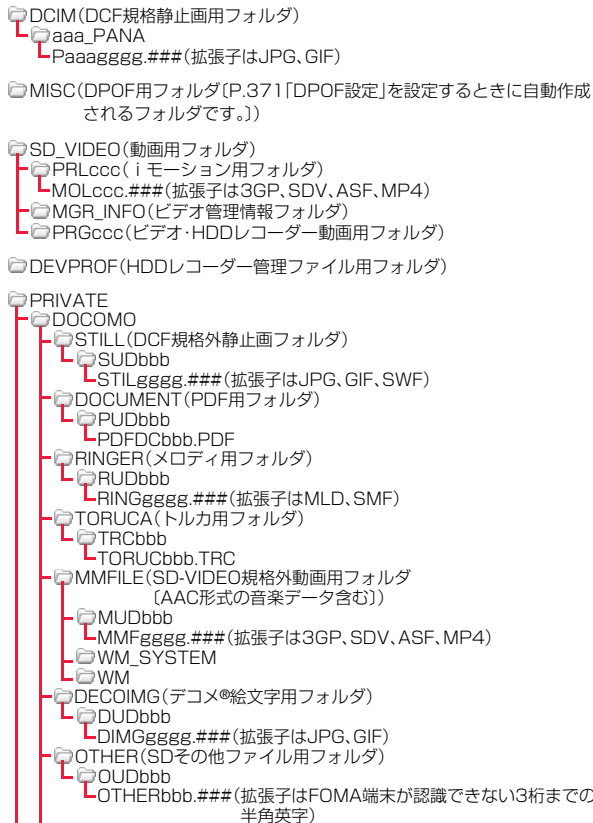 DCIM(DCF規格静止画用フォルダ)
aaa_PANA
Paaagggg.###(拡張子はJPG、GIF)
MISC(DPOF用フォルダ〔P.371「DPOF設定」を設定するときに自動作成
されるフォルダです。〕)
SD_VIDEO(動画用フォルダ)
PRLccc(iモーション用フォルダ)
MOLccc.###(拡張子は3GP、SDV、ASF、MP4)
MGR_INFO(ビデオ管理情報フォルダ)
PRGccc(ビデオ・HDDレコーダー動画用フォルダ)
DEVPROF(HDDレコーダー管理ファイル用フォルダ)
PRIVATE
DOCOMO
STILL(DCF規格外静止画フォルダ)
SUDbbb
STILgggg.###(拡張子はJPG、GIF、SWF)
DOCUMENT(PDF用フォルダ)
PUDbbb
PDFDCbbb.PDF
RINGER(メロディ用フォルダ)
RUDbbb
RINGgggg.###(拡張子はMLD、SMF)
TORUCA(トルカ用フォルダ)
TRCbbb
TORUCbbb.TRC
MMFILE(SD-VIDEO規格外動画用フォルダ
〔AAC形式の音楽データ含む〕)
MUDbbb
MMFgggg.###(拡張子は3GP、SDV、ASF、MP4)
WM_SYSTEM
WM
DECOIMG(デコメ®絵文字用フォルダ)
DUDbbb
DIMGgggg.###(拡張子はJPG、GIF)
OTHER(SDその他ファイル用フォルダ)
OUDbbb
OTHERbbb.###(拡張子はFOMA端末が認識できない3桁までの
半角英字)